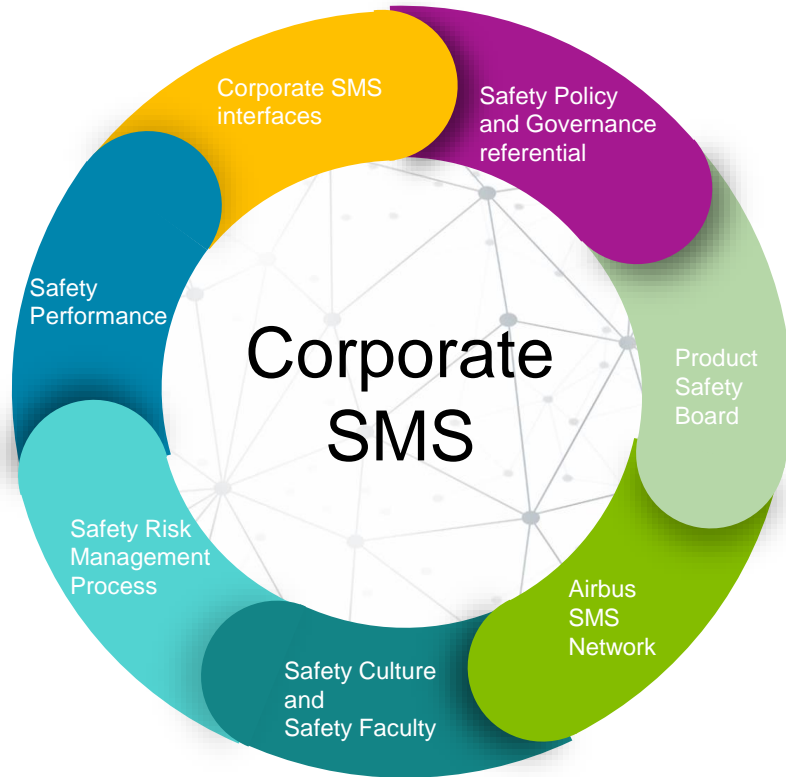 Corporate SMS
interfaces
Safety Policy
and Governance
referential
Safety
Performance
Corporate
SMS
Product
Safety
Board
Safety Risk
Management
Process
Airbus
SMS
Network
Safety Culture
and
Safety Faculty